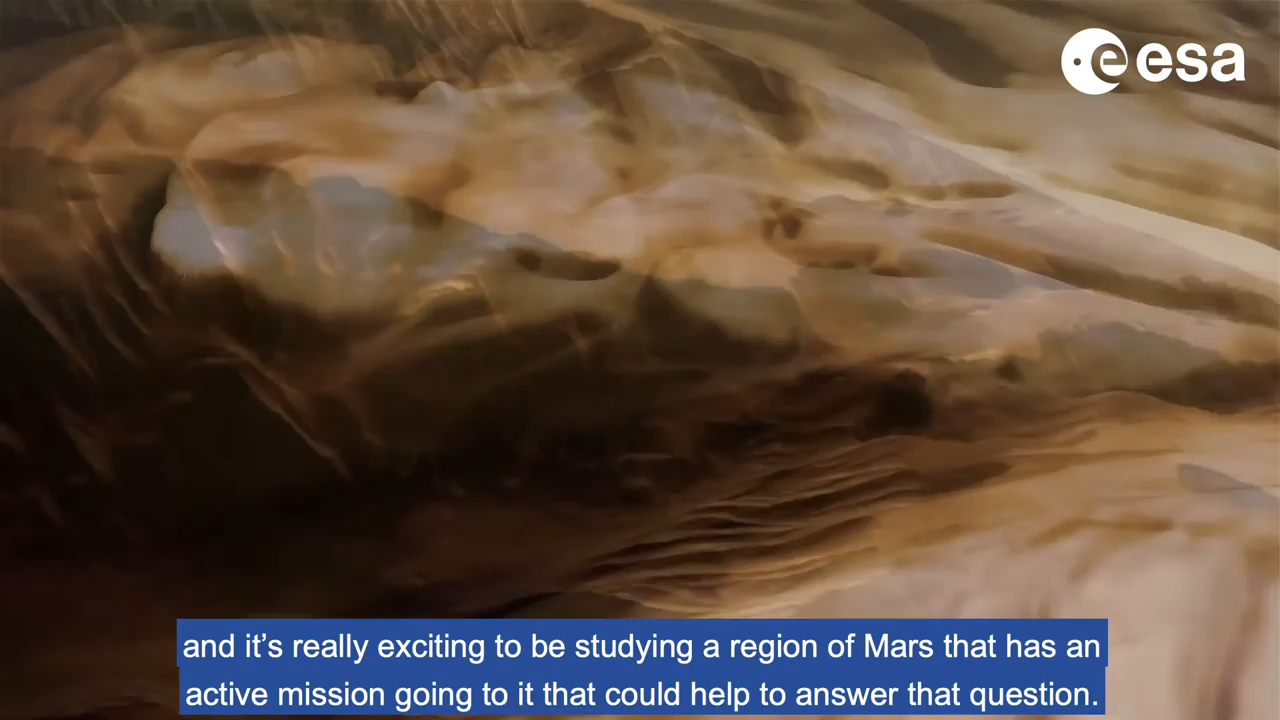 esa
and it’s really exciting to be studying a region of Mars that has an
active mission going to it that could help to answer that question.